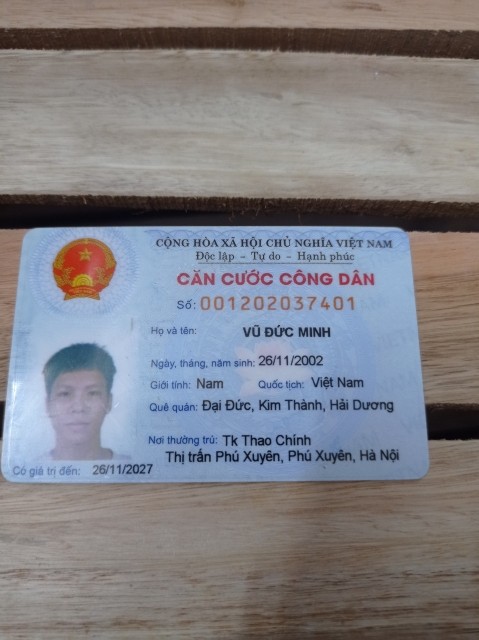 CỘNG HÒA XÃ HỘI CHỦ NGHĨA VIỆT NAM
Độc lập - Tự do - Hạnh phúc
CĂN CƯỚC CÔNG DÂN
Số: 001202037401
Họ và tên: VŨ ĐỨC MINH
Ngày, tháng, năm sinh: 26/11/2002
Giới tính: Nam Quốc tịch: Việt Nam
Quê quán: Đại Đức, Kim Thành, Hải Dương
Nơi thường trú: Tk Thao Chính
Thị trấn Phú Xuyên, Phú Xuyên, Hà Nội
Có giá trị đến: 26/11/2027